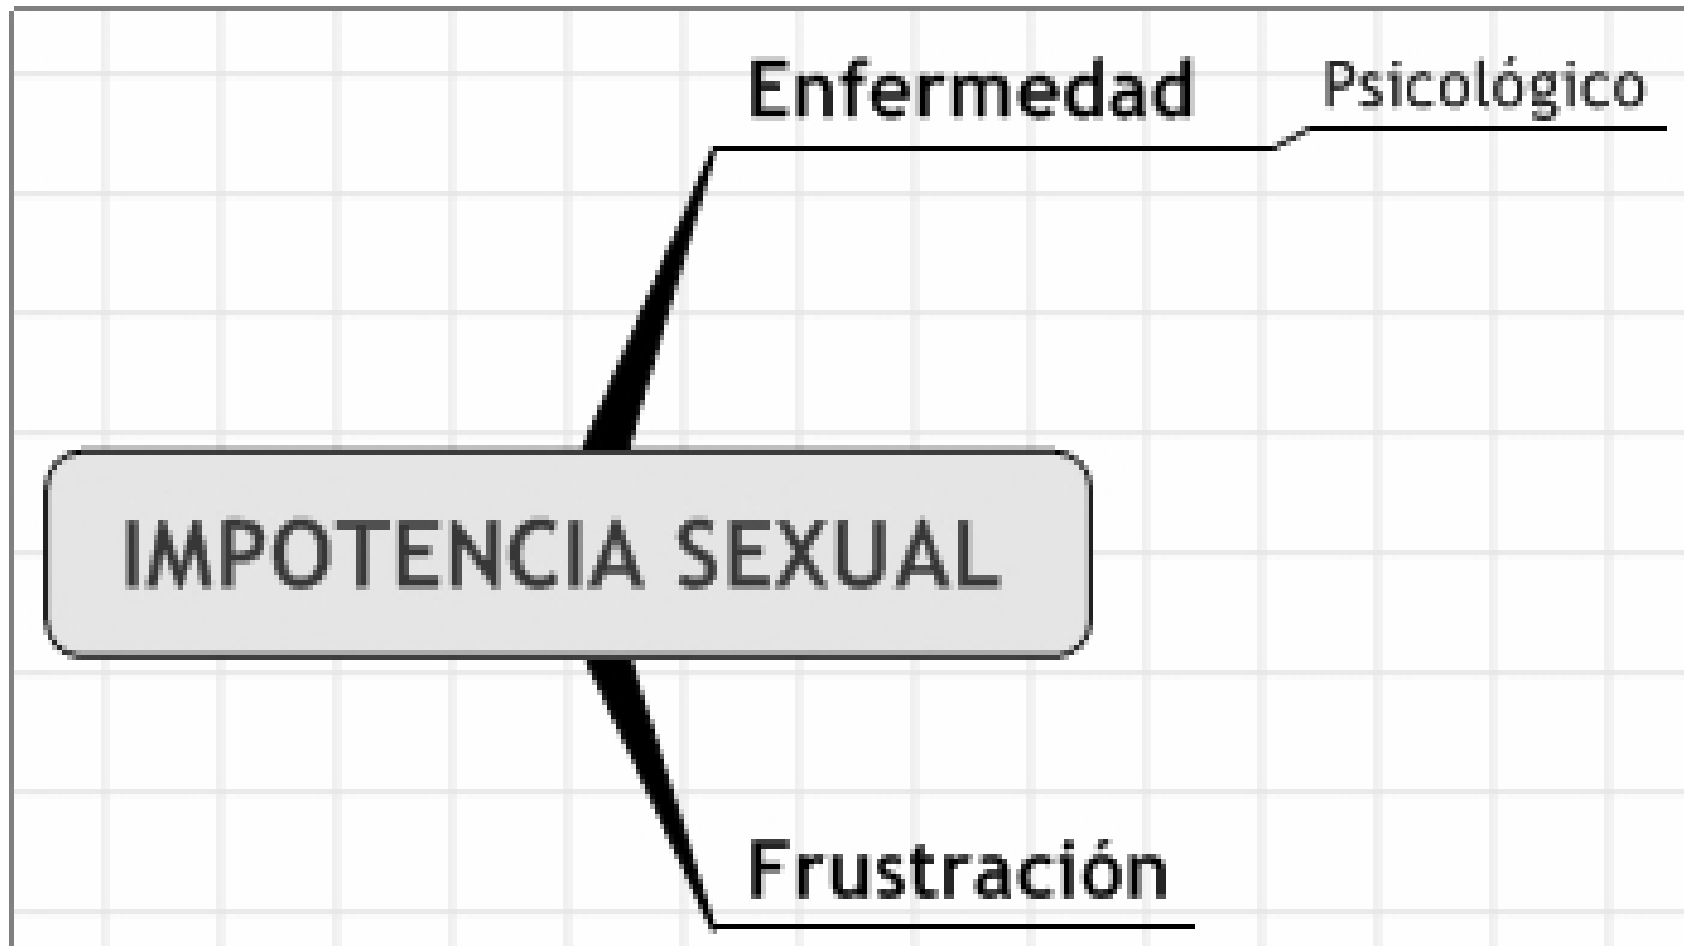 Enfermedad
Psicológico
IMPOTENCIA SEXUAL
Frustración